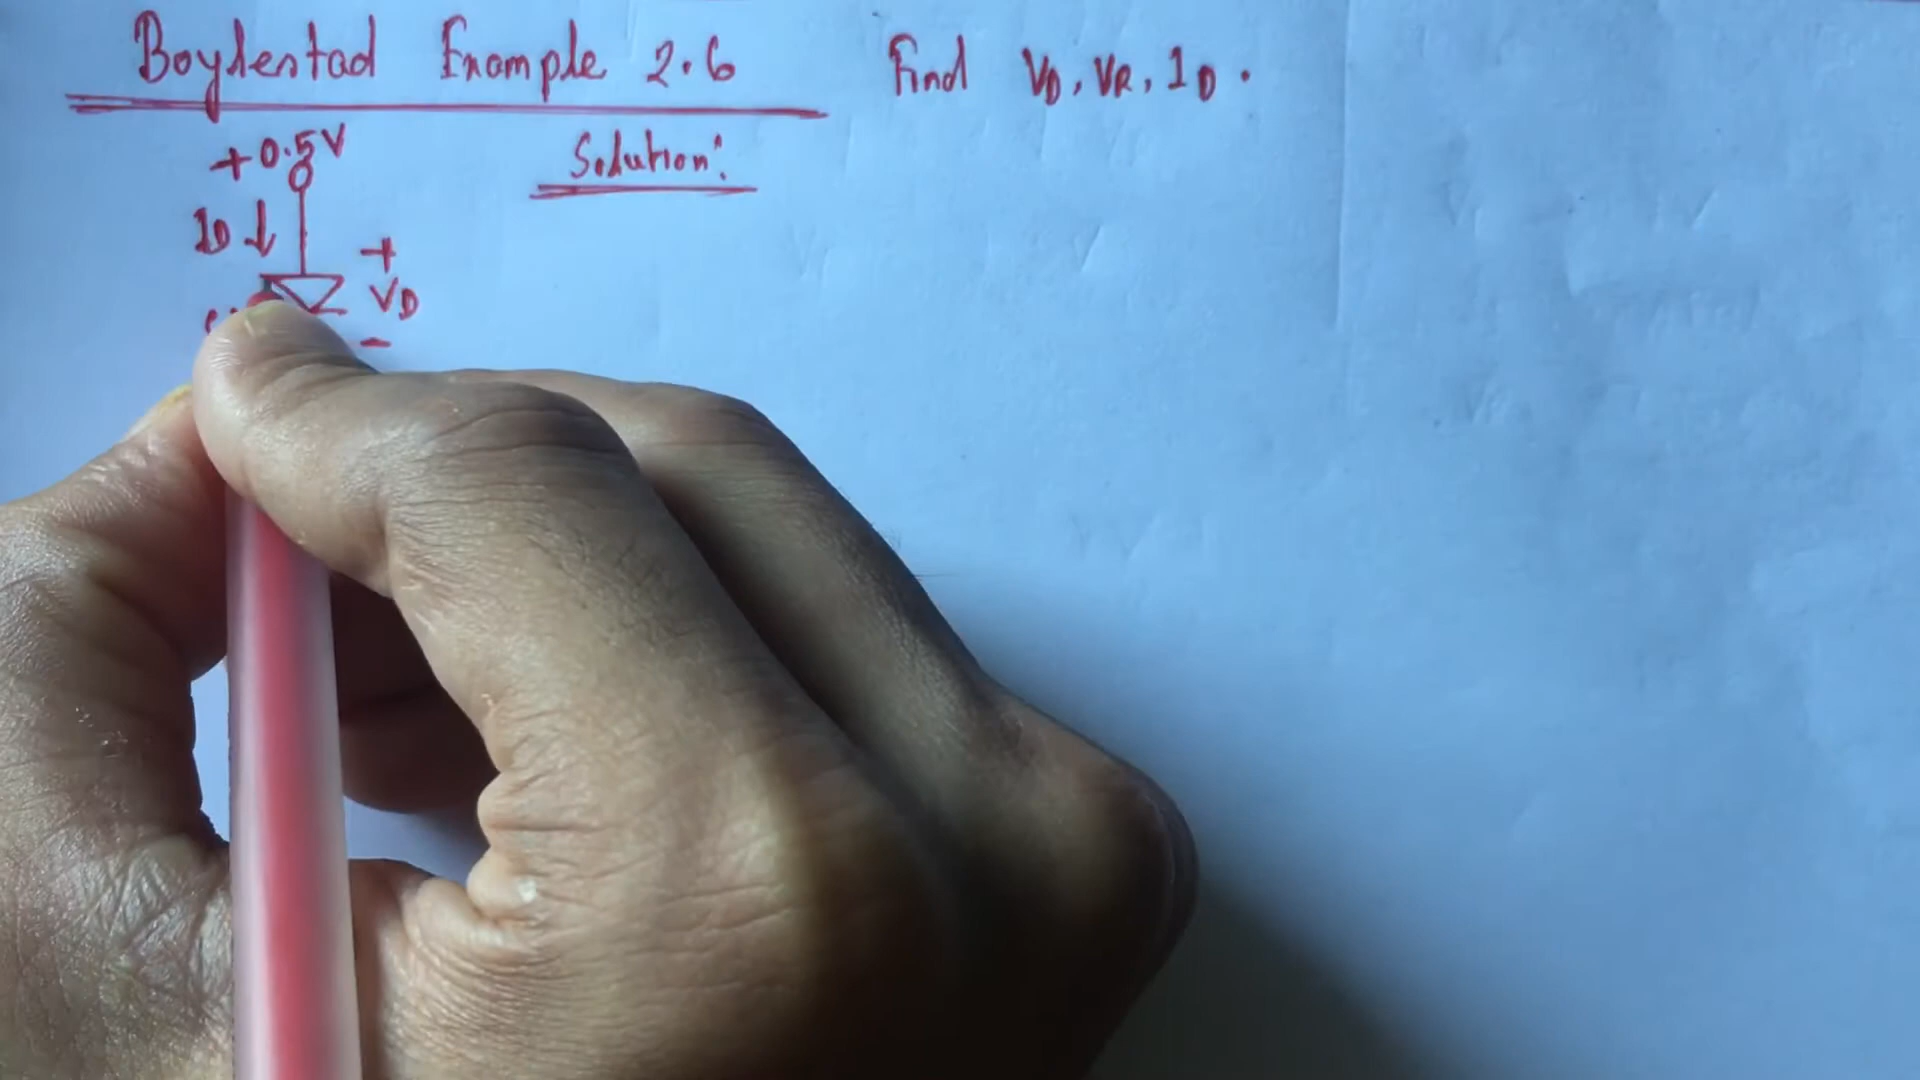 Boylestad Example 2.6
Find VD, VR, ID.
+0.5V
Solution:
ID ↓
+
VD
-